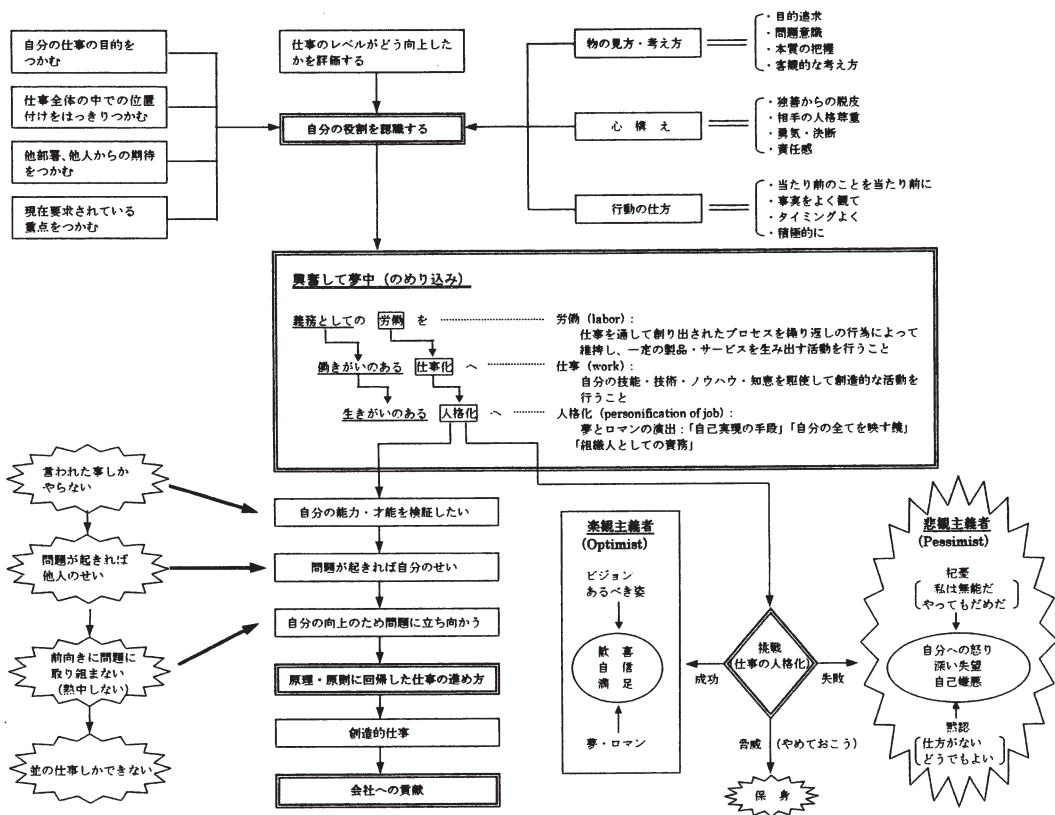 自分の仕事の目的を
つかむ
仕事全体の中での位置
付けをはっきりつかむ
他部署、他人からの期待
をつかむ
現在要求されている
重点をつかむ
仕事のレベルがどう向上した
かを評価する
自分の役割を認識する
物の見方・考え方
・目的追求
・問題意識
・本質の把握
・客観的な考え方
心 構 え
・独善からの脱皮
・相手の人格尊重
・勇気・決断
・責任感
行動の仕方
・当たり前のことを当たり前に
・事実をよく観て
・タイミングよく
・積極的に
興奮して夢中(のめり込み)
義務としての 労働 を
労働(labor):
仕事を通して創り出されたプロセスを繰り返しの行為によって
維持し、一定の製品・サービスを生み出す活動を行うこと
働きがいのある 仕事化 へ
仕事(work):
自分の技能・技術・ノウハウ・知恵を駆使して創造的な活動を
行うこと
生きがいのある 人格化 へ
人格化(personification of job):
夢とロマンの演出:「自己実現の手段」「自分の全てを映す鏡」
「組織人としての責務」
言われた事しか
やらない
問題が起きれば
他人のせい
前向きに問題に
取り組まない
(熱中しない)
並の仕事しかできない
自分の能力・才能を検証したい
問題が起きれば自分のせい
自分の向上のため問題に立ち向かう
原理・原則に回帰した仕事の進め方
創造的仕事
会社への貢献
楽観主義者
(Optimist)
ビジョン
あるべき姿
歓 喜
自 信
満 足
夢・ロマン
挑戦
(仕事の人格化)
成功
失敗
脅威 (やめておこう)
保 身
悲観主義者
(Pessimist)
杞憂
私は無能だ
やってもだめだ
自分への怒り
深い失望
自己嫌悪
黙認
仕方がない
どうでもよい